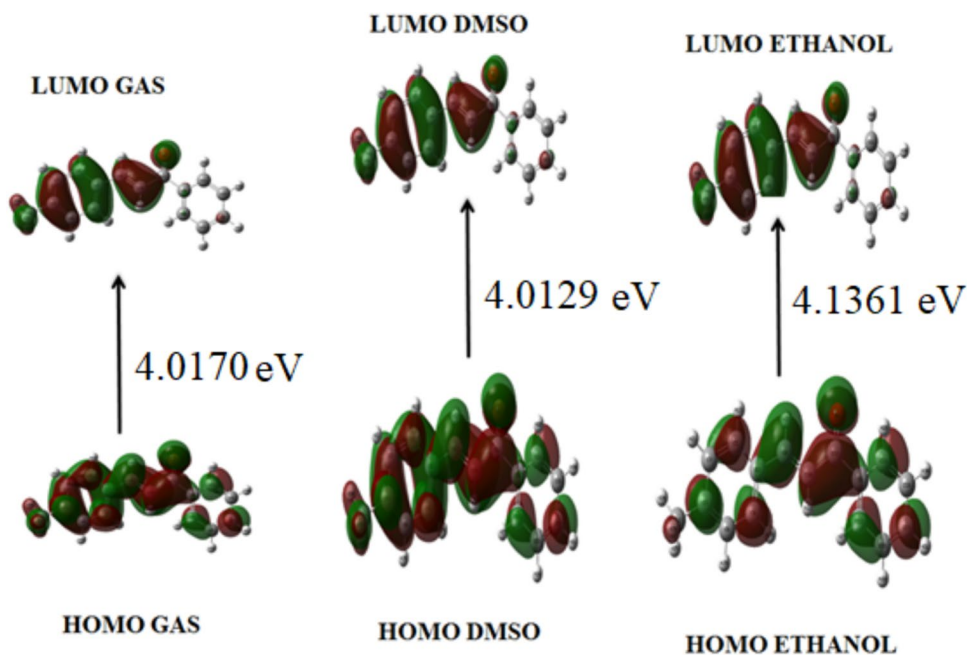 LUMO GAS
LUMO DMSO
LUMO ETHANOL
4.0170 eV
4.0129 eV
4.1361 eV
HOMO GAS
HOMO DMSO
HOMO ETHANOL